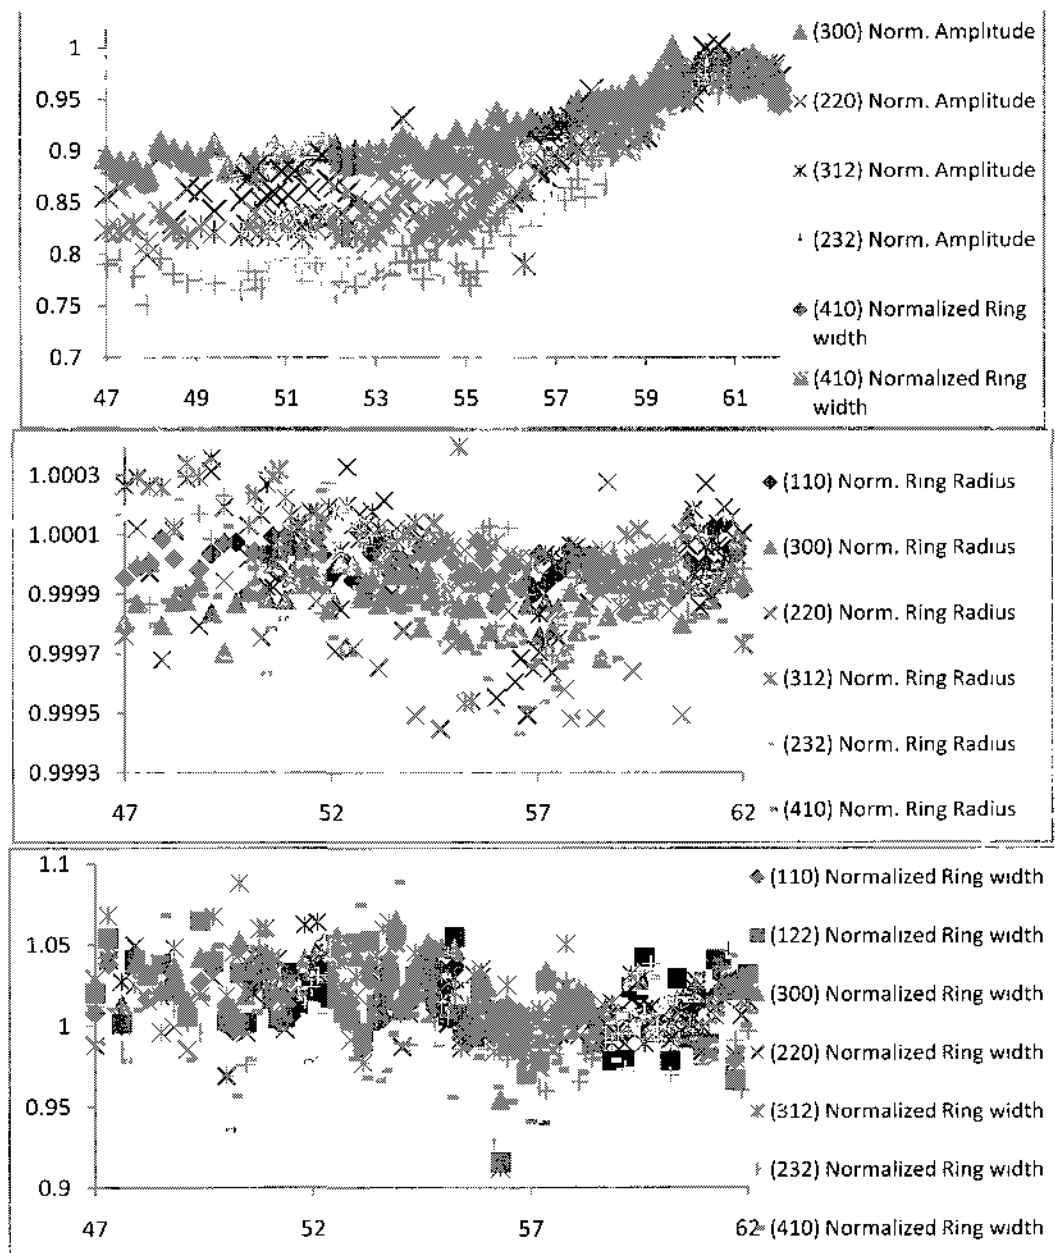 1
0.95
0.9
0.85
0.8
0.75
0.7
47 49 51 53 55 57 59 61
(300) Norm. Amplitude
(220) Norm. Amplitude
(312) Norm. Amplitude
(232) Norm. Amplitude
(410) Normalized Ring
width
(410) Normalized Ring
width
1.0003
1.0001
0.9999
0.9997
0.9995
0.9993
47 52 57 62
(110) Norm. Ring Radius
(300) Norm. Ring Radius
(220) Norm. Ring Radius
(312) Norm. Ring Radius
(232) Norm. Ring Radius
(410) Norm. Ring Radius
1.1
1.05
1
0.95
0.9
47 52 57 62
(110) Normalized Ring width
(122) Normalized Ring width
(300) Normalized Ring width
(220) Normalized Ring width
(312) Normalized Ring width
(232) Normalized Ring width
(410) Normalized Ring width